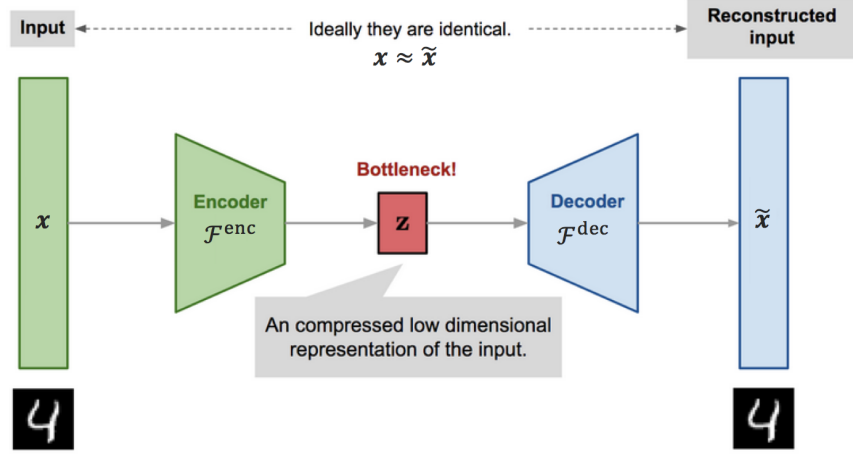 Input
Ideally they are identical.
x ≈ x̃
Reconstructed
input
x
Encoder
ℱᵉⁿᶜ
Bottleneck!
z
Decoder
ℱᵈᵉᶜ
x̃
An compressed low dimensional
representation of the input.
4
4